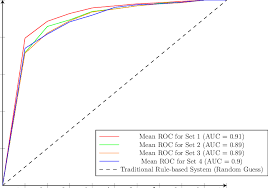 Mean ROC for Set 1 (AUC = 0.91)
Mean ROC for Set 2 (AUC = 0.89)
Mean ROC for Set 3 (AUC = 0.89)
Mean ROC for Set 4 (AUC = 0.9)
Traditional Rule-based System (Random Guess)